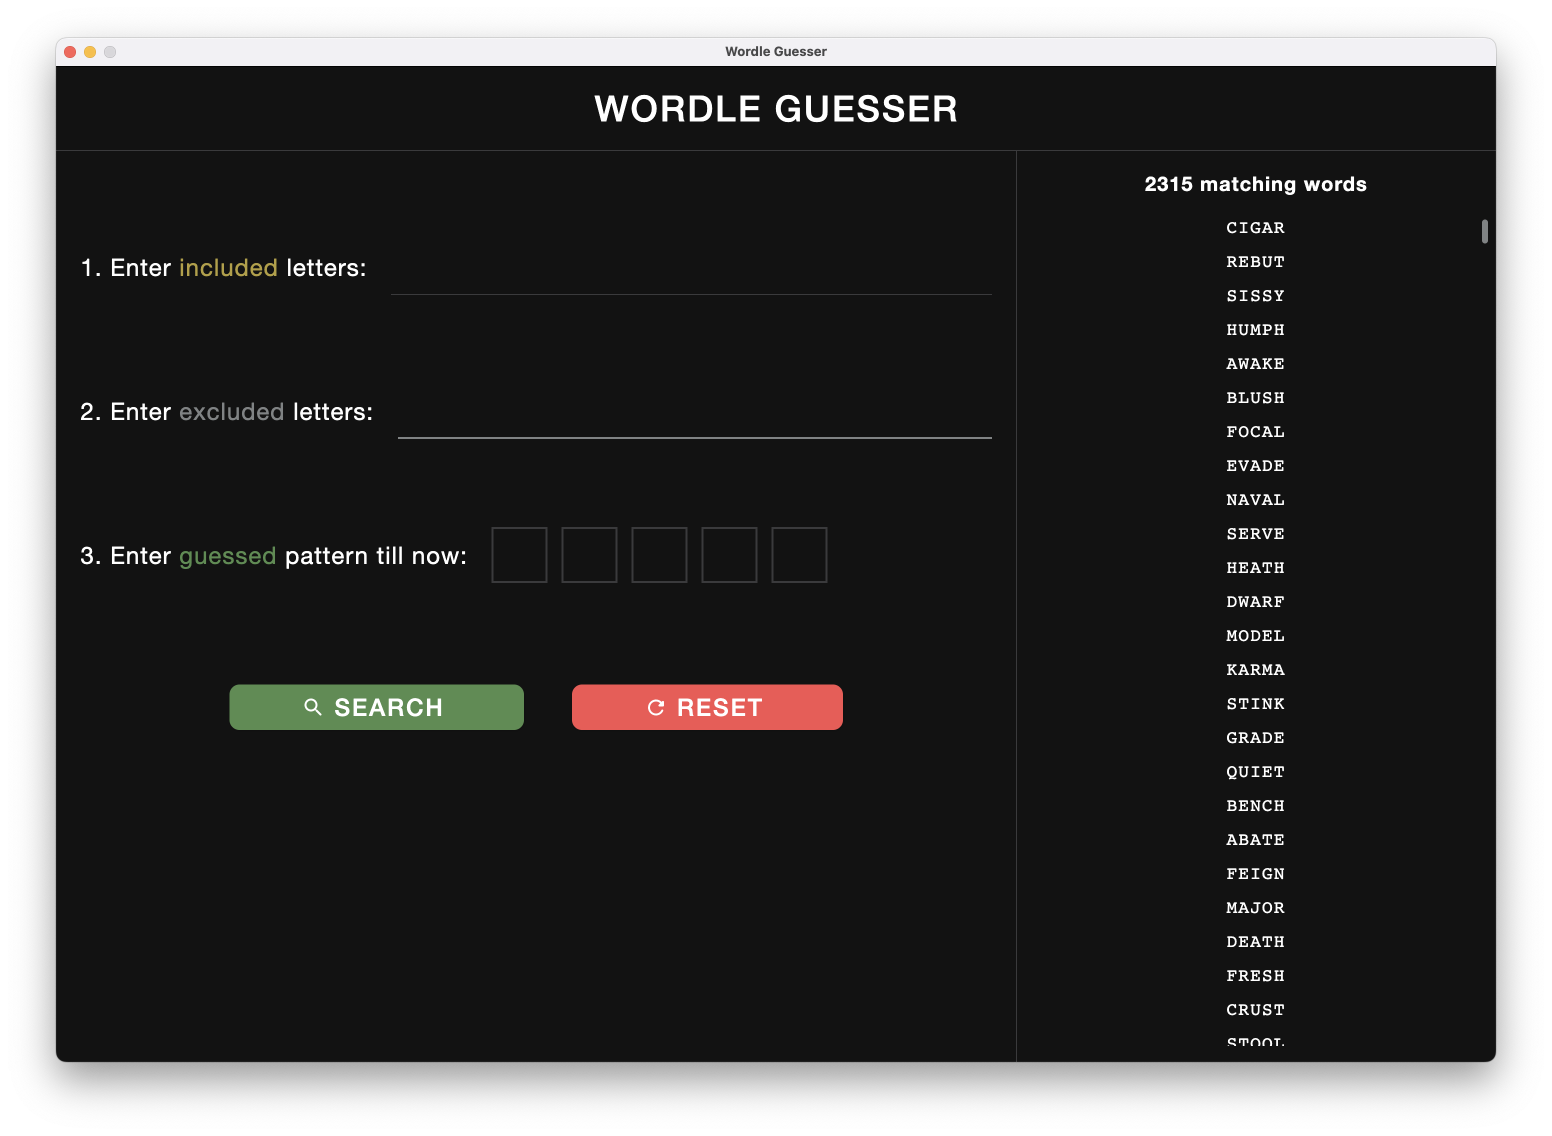 Wordle Guesser
WORDLE GUESSER
1. Enter included letters:
2. Enter excluded letters:
3. Enter guessed pattern till now:
SEARCH
RESET
2315 matching words
CIGAR
REBUT
SISSY
HUMPH
AWAKE
BLUSH
FOCAL
EVADE
NAVAL
SERVE
HEATH
DWARF
MODEL
KARMA
STINK
GRADE
QUIET
BENCH
ABATE
FEIGN
MAJOR
DEATH
FRESH
CRUST
STOOL